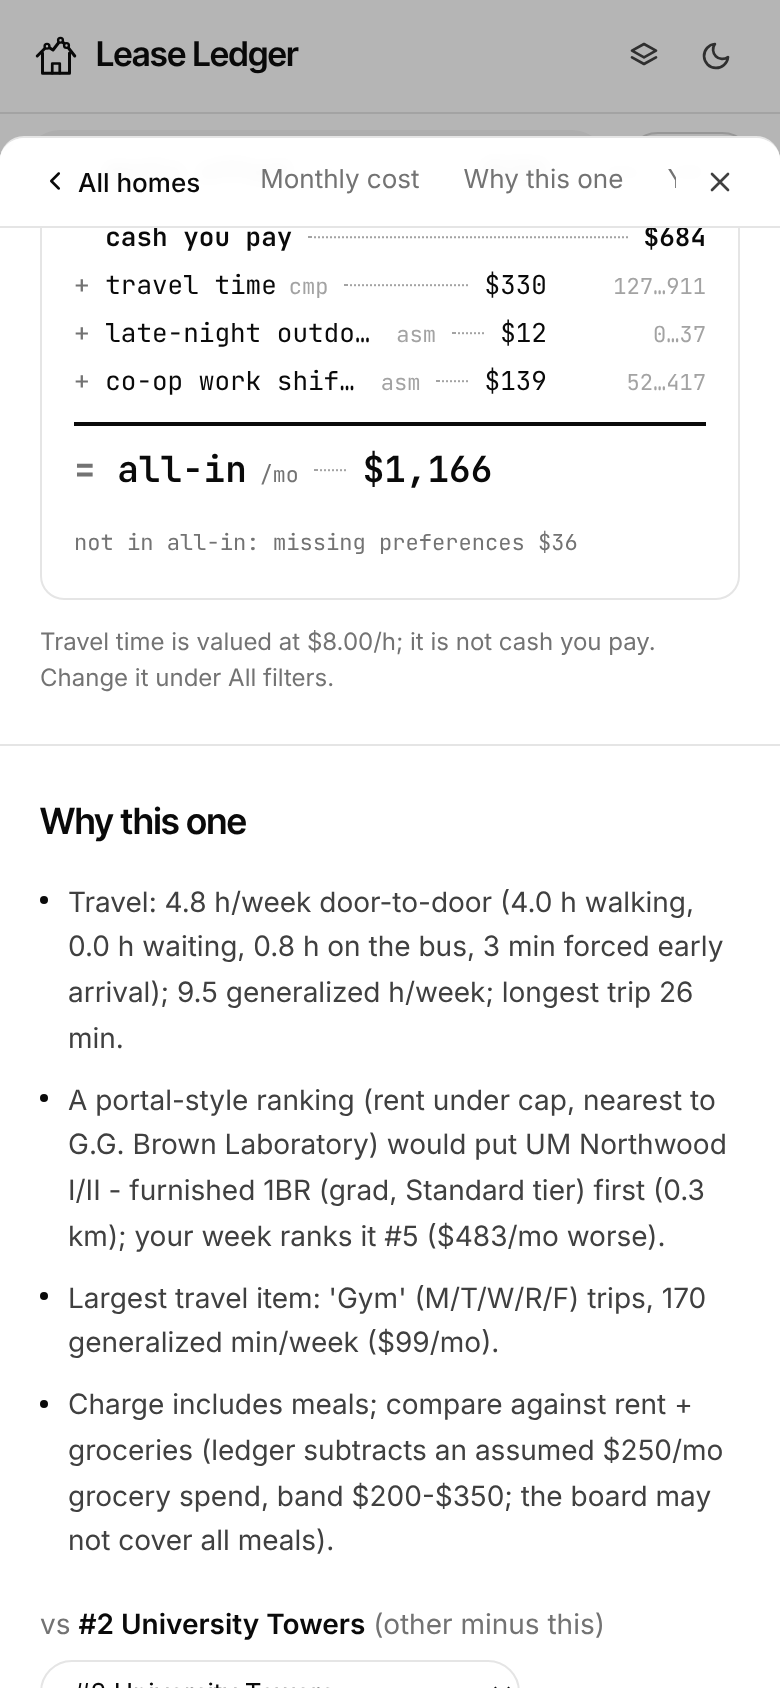 Lease Ledger
All homes Monthly cost Why this one
cash you pay $684
+ travel time cmp $330 127…911
+ late-night outdo… asm $12 0…37
+ co-op work shif… asm $139 52…417
= all-in /mo $1,166
not in all-in: missing preferences $36
Travel time is valued at $8.00/h; it is not cash you pay.
Change it under All filters.
Why this one
• Travel: 4.8 h/week door-to-door (4.0 h walking,
0.0 h waiting, 0.8 h on the bus, 3 min forced early
arrival); 9.5 generalized h/week; longest trip 26
min.
• A portal-style ranking (rent under cap, nearest to
G.G. Brown Laboratory) would put UM Northwood
I/II - furnished 1BR (grad, Standard tier) first (0.3
km); your week ranks it #5 ($483/mo worse).
• Largest travel item: 'Gym' (M/T/W/R/F) trips, 170
generalized min/week ($99/mo).
• Charge includes meals; compare against rent +
groceries (ledger subtracts an assumed $250/mo
grocery spend, band $200-$350; the board may
not cover all meals).
vs #2 University Towers (other minus this)
#2 University Towers